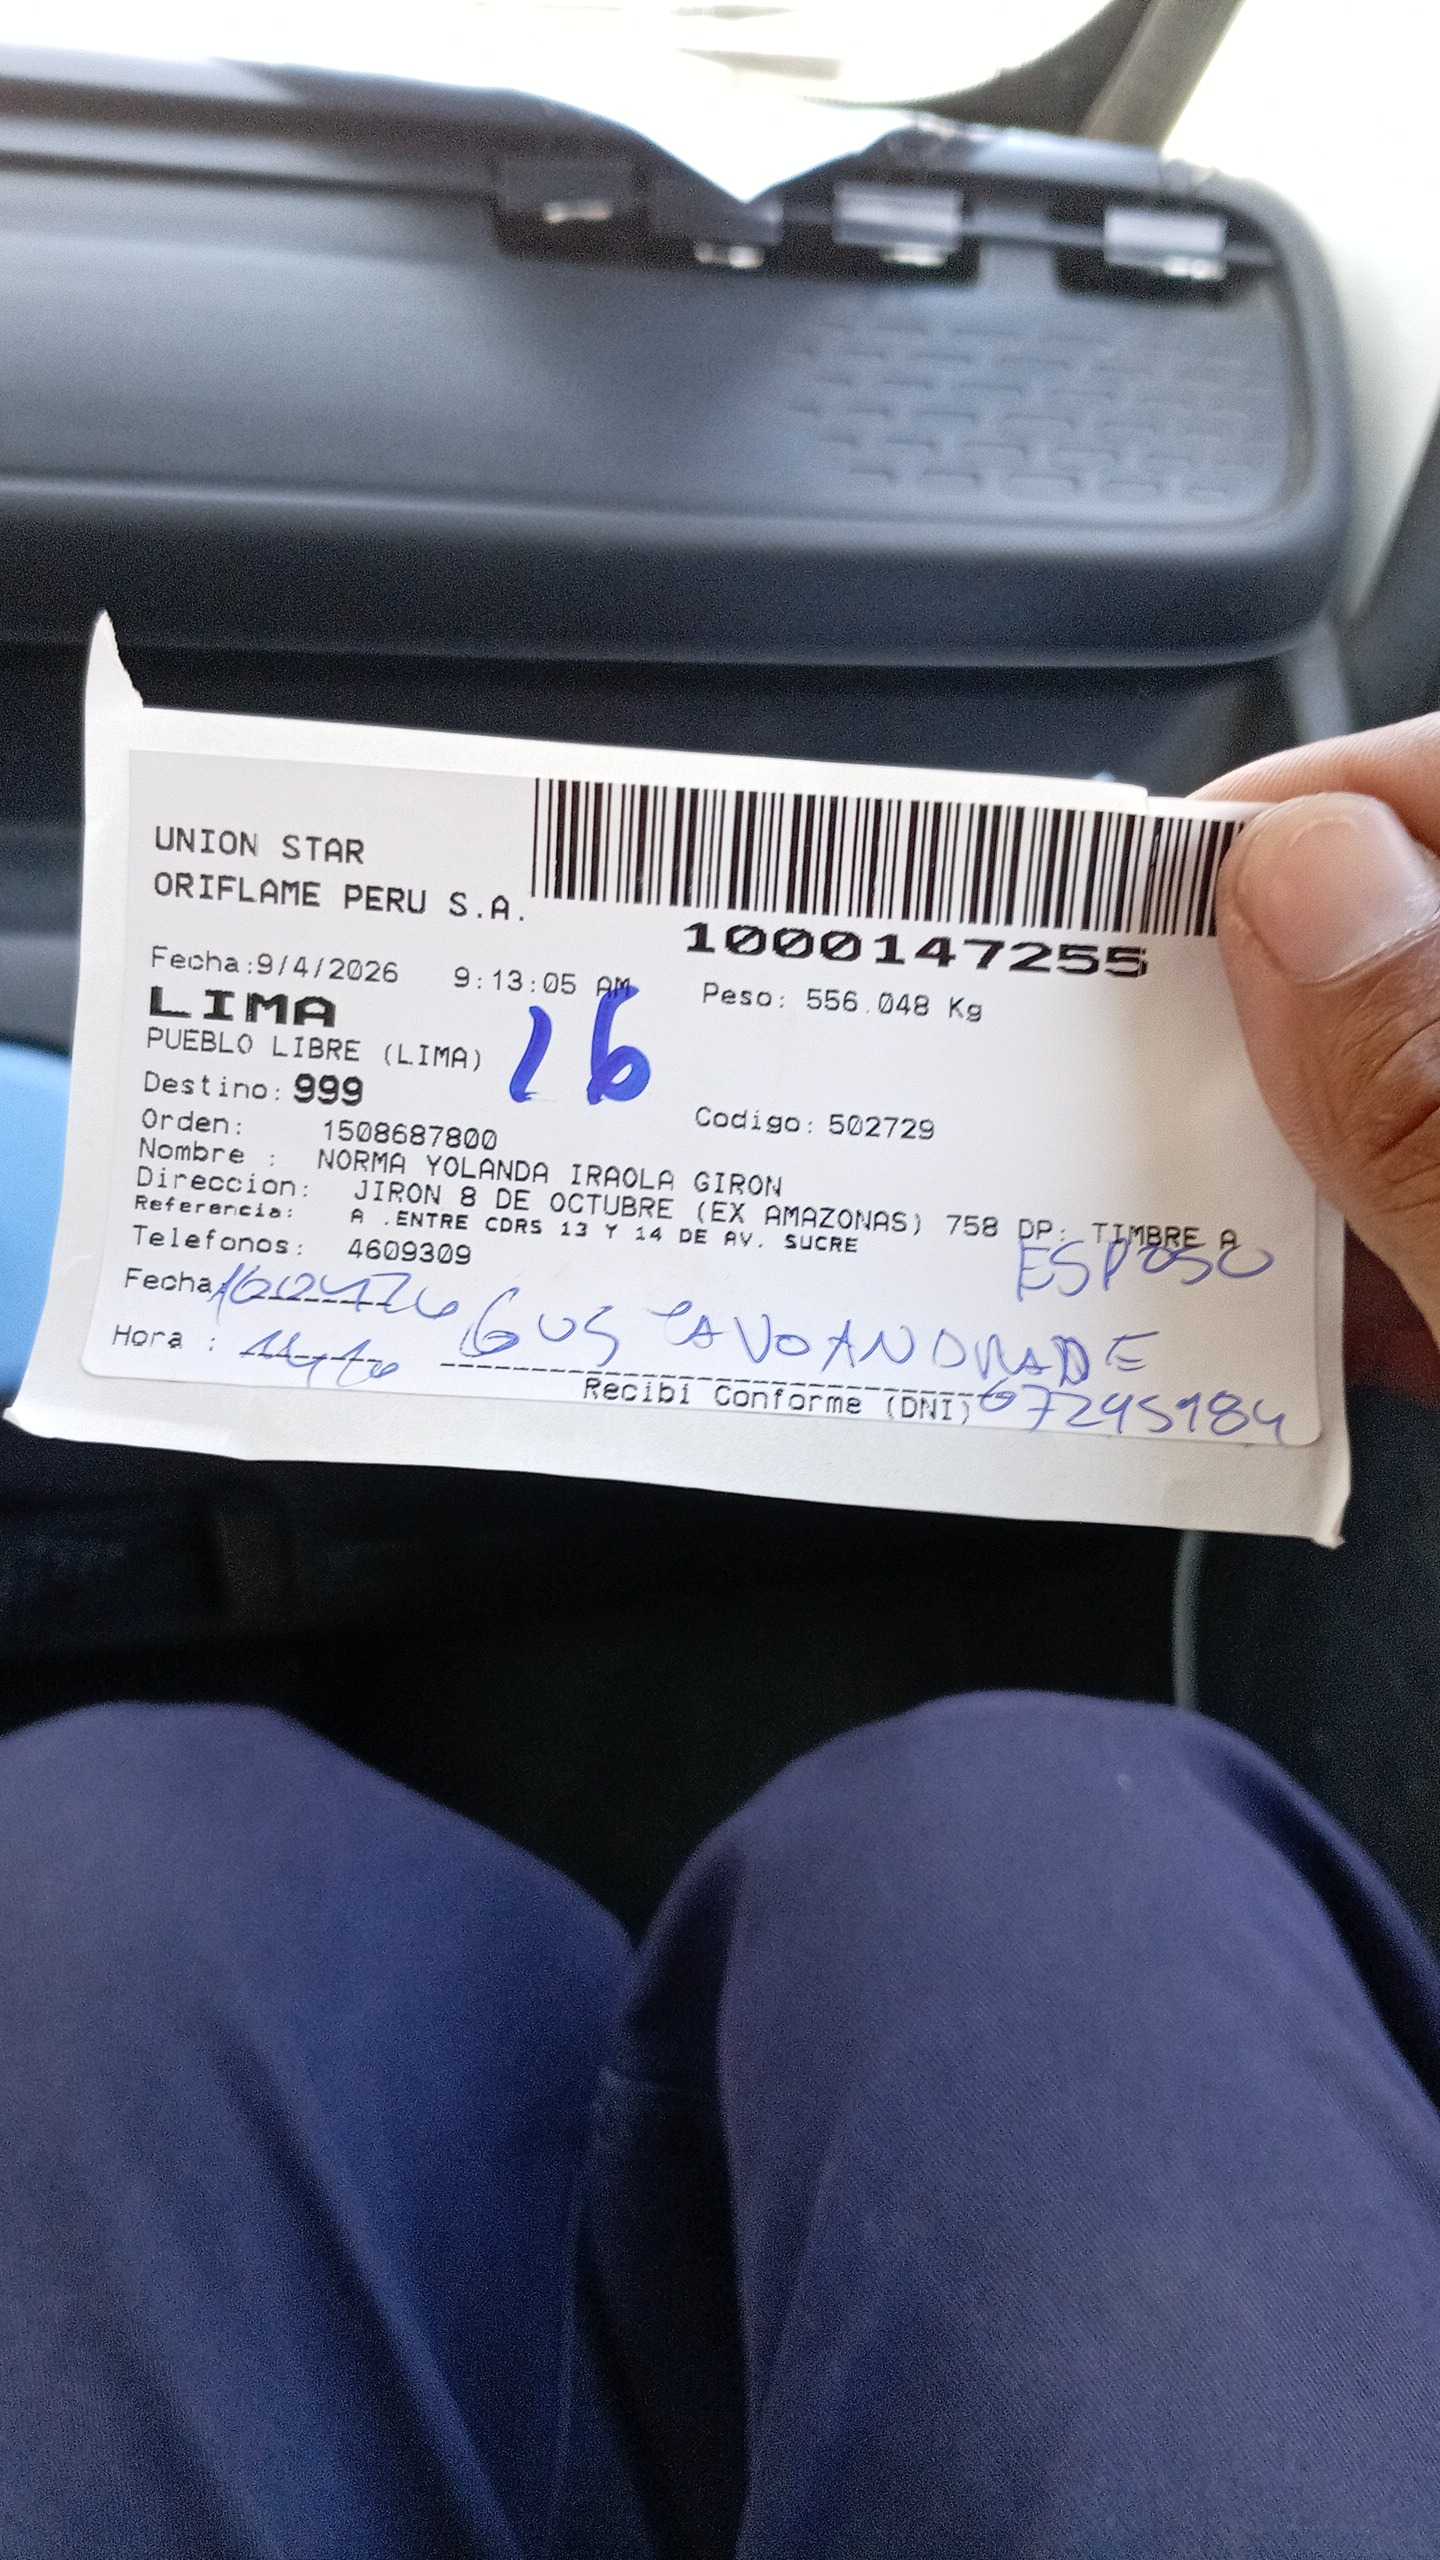 UNION STAR
ORIFLAME PERU S.A.
1000147255
Fecha:9/4/2026 9:13:05 AM Peso: 556.048 Kg
LIMA
PUEBLO LIBRE (LIMA) 16
Destino: 999 Codigo: 502729
Orden: 1508687800
Nombre : NORMA YOLANDA IRAOLA GIRON
Direccion: JIRON 8 DE OCTUBRE (EX AMAZONAS) 758 DP: TIMBRE A
Referencia: A .ENTRE CDRS 13 Y 14 DE AV. SUCRE
ESPOSO
Telefonos: 4609309
Fecha: GUSTAVO ANDRADE
Hora :
Recibi Conforme (DNI) 07245184